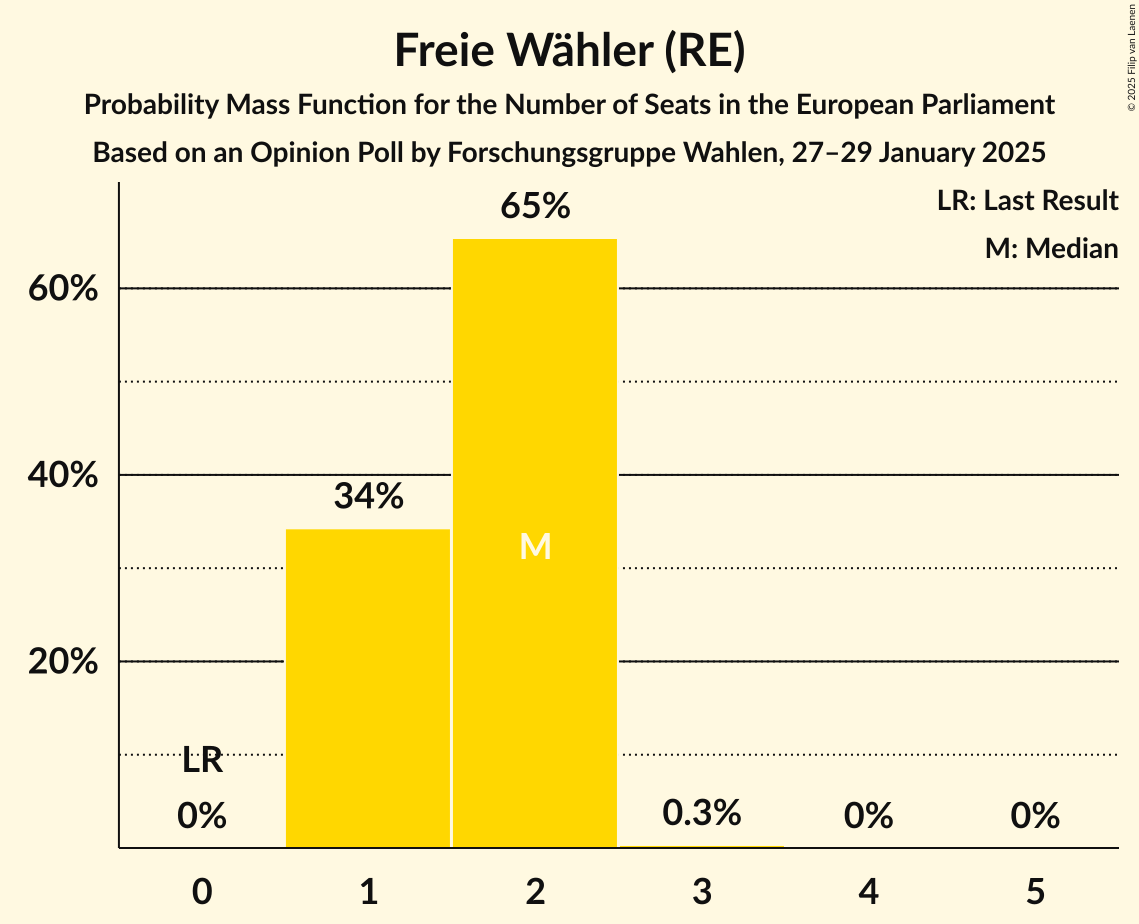 Freie Wähler (RE)
Probability Mass Function for the Number of Seats in the European Parliament
Based on an Opinion Poll by Forschungsgruppe Wahlen, 27–29 January 2025
© 2025 Filip van Laenen
LR: Last Result
M: Median
65%
60%
40%
34%
M
20%
LR
0%
0.3%
0%
0%
0
1
2
3
4
5